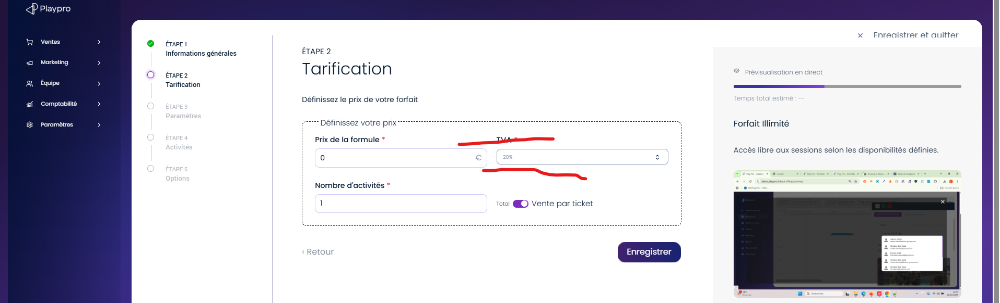 Playpro
Ventes
Marketing
Équipe
Comptabilité
Paramètres
ÉTAPE 1
Informations générales
ÉTAPE 2
Tarification
ÉTAPE 3
Paramètres
ÉTAPE 4
Activités
ÉTAPE 5
Options
ÉTAPE 2
Tarification
Définissez le prix de votre forfait
Définissez votre prix
Prix de la formule *
0 €
TVA *
20%
Nombre d'activités *
1
Total Vente par ticket
‹ Retour
Enregistrer
× Enregistrer et quitter
Prévisualisation en direct
Temps total estimé : --
Forfait Illimité
Accès libre aux sessions selon les disponibilités définies.
Playpro
Rechercher